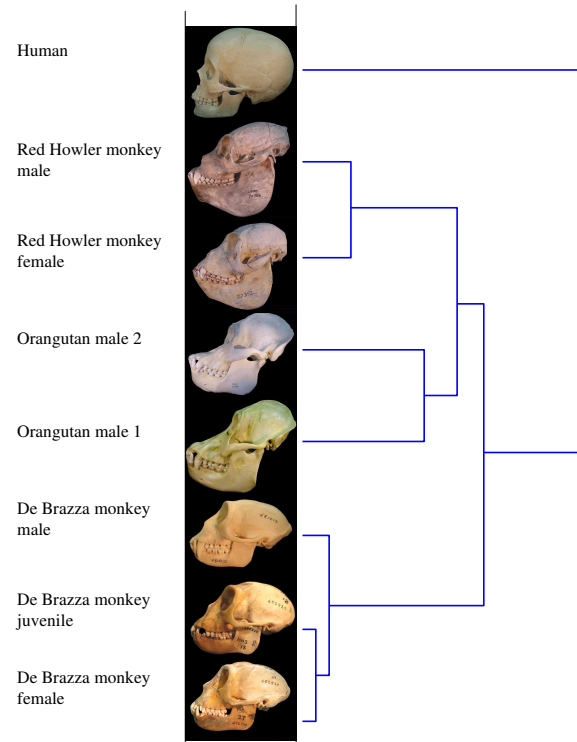 Human
Red Howler monkey
male
Red Howler monkey
female
Orangutan male 2
Orangutan male 1
De Brazza monkey
male
De Brazza monkey
juvenile
De Brazza monkey
female